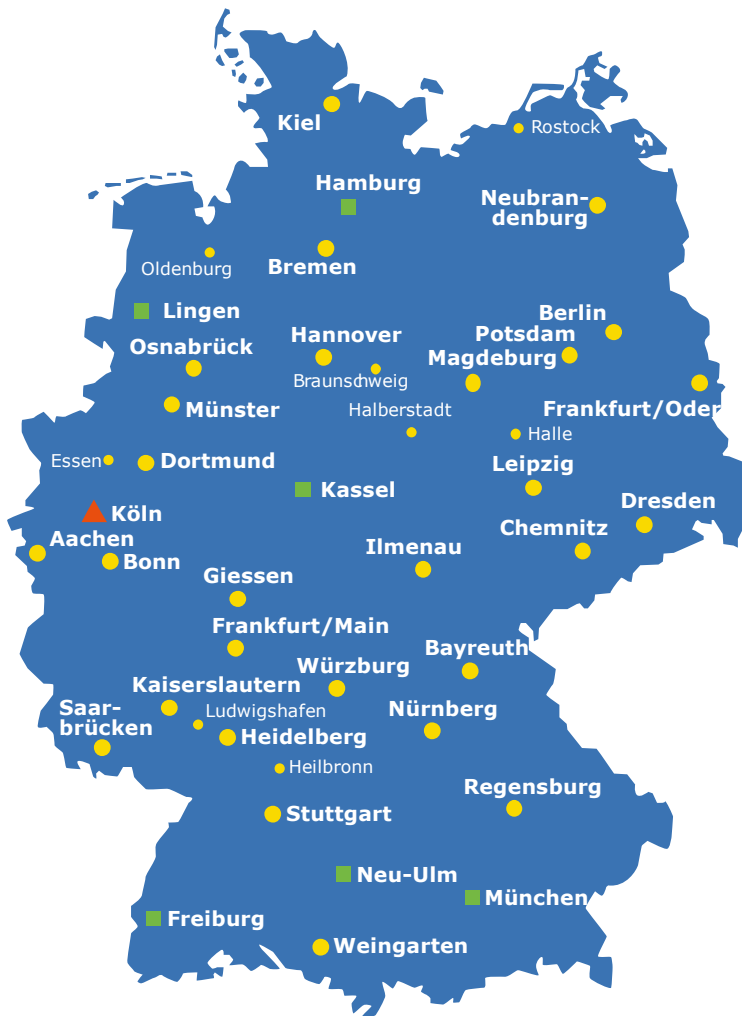 Kiel
Rostock
Hamburg
Neubran-
denburg
Bremen
Oldenburg
Lingen
Berlin
Potsdam
Hannover
Osnabrück
Magdeburg
Braunschweig
Münster
Halberstadt
Frankfurt/Oder
Halle
Essen
Dortmund
Leipzig
Kassel
Dresden
Köln
Chemnitz
Aachen
Ilmenau
Bonn
Giessen
Frankfurt/Main
Bayreuth
Würzburg
Kaiserslautern
Saar-
brücken
Ludwigshafen
Nürnberg
Heidelberg
Heilbronn
Regensburg
Stuttgart
Neu-Ulm
München
Freiburg
Weingarten